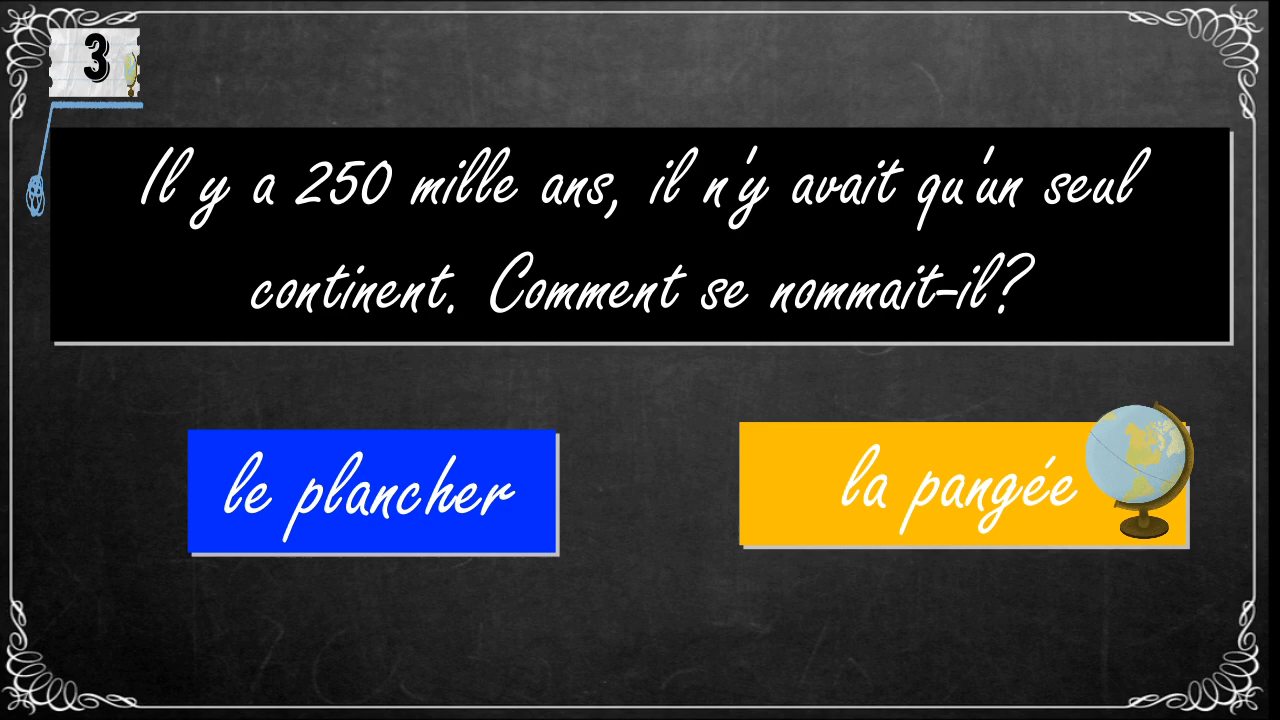 3
Il y a 250 mille ans, il n'y avait qu'un seul
continent. Comment se nommait-il?
le plancher
la pangée